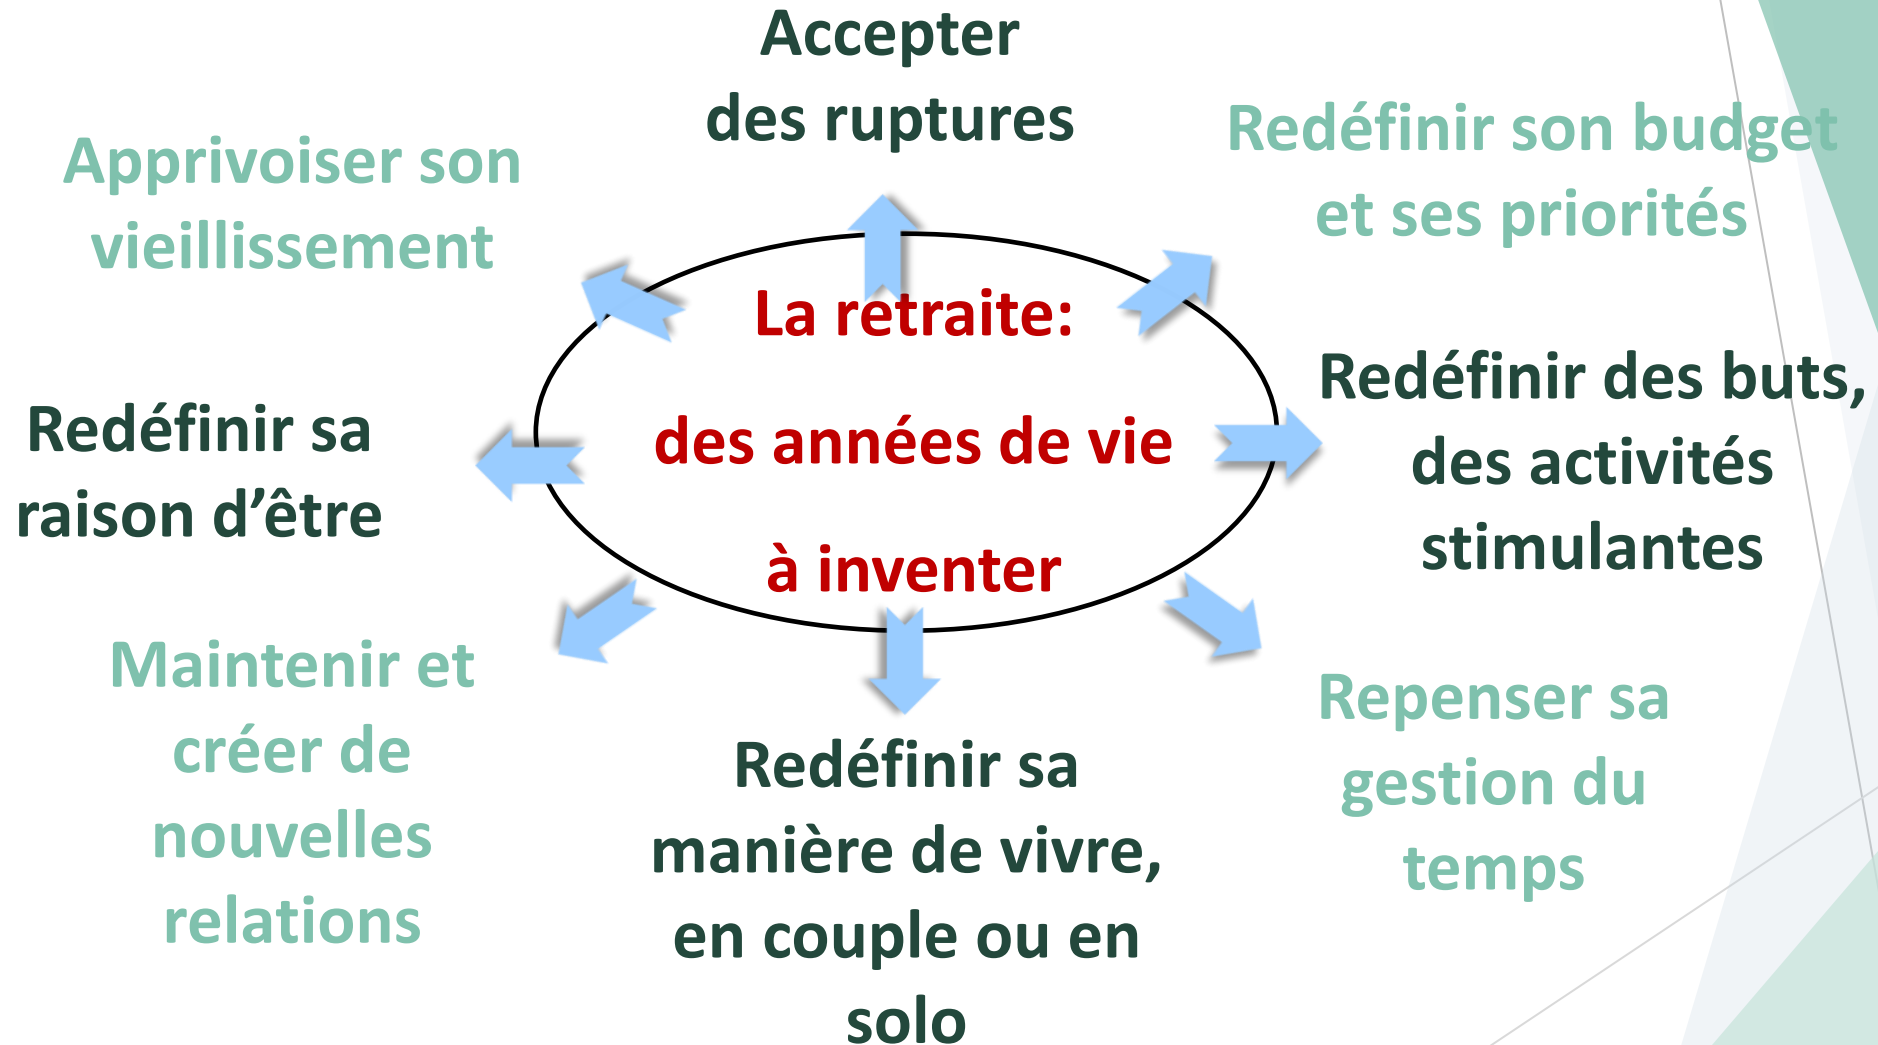 Accepter
des ruptures
Redéfinir son budget
et ses priorités
Redéfinir des buts,
des activités
stimulantes
Repenser sa
gestion du
temps
Redéfinir sa
manière de vivre,
en couple ou en
solo
Maintenir et
créer de
nouvelles
relations
Redéfinir sa
raison d’être
Apprivoiser son
vieillissement
La retraite:
des années de vie
à inventer